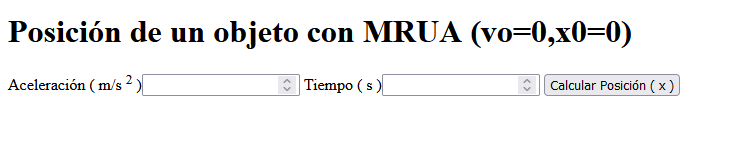 Posición de un objeto con MRUA (vo=0,x0=0)
Aceleración ( m/s 2 ) Tiempo ( s ) Calcular Posición ( x )